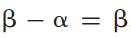 β − α = β